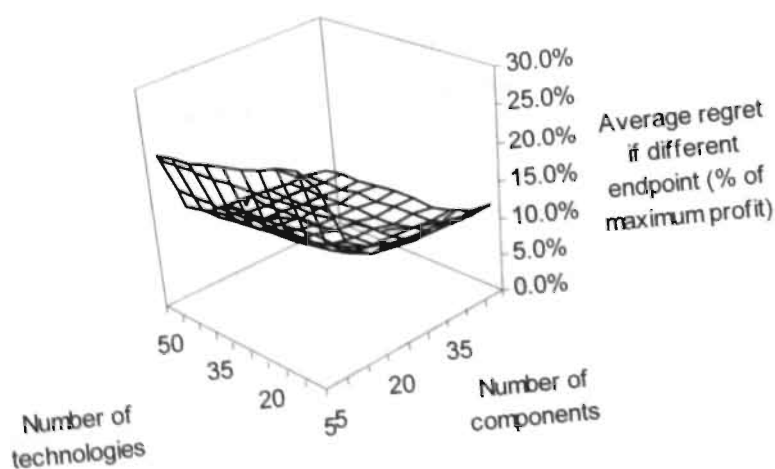 30.0%
25.0%
20.0%
15.0%
10.0%
5.0%
0.0%
Average regret
if different
endpoint (% of
maximum profit)
50
35
20
5
5
20
35
Number of
technologies
Number of
components